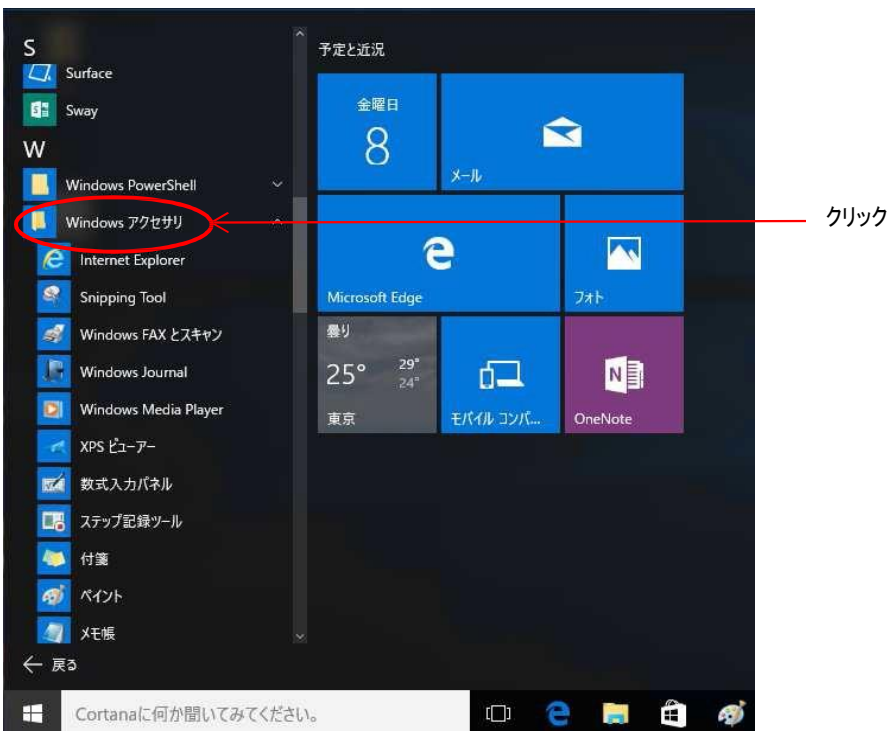 S
Surface
Sway
W
Windows PowerShell
Windows アクセサリ
Internet Explorer
Snipping Tool
Windows FAX とスキャン
Windows Journal
Windows Media Player
XPS ビューアー
数式入力パネル
ステップ記録ツール
付箋
ペイント
メモ帳
戻る
予定と近況
金曜日
8
メール
Microsoft Edge
フォト
曇り
25° 29°
24°
東京
モバイル コンパ...
OneNote
クリック
Cortanaに何か聞いてみてください。